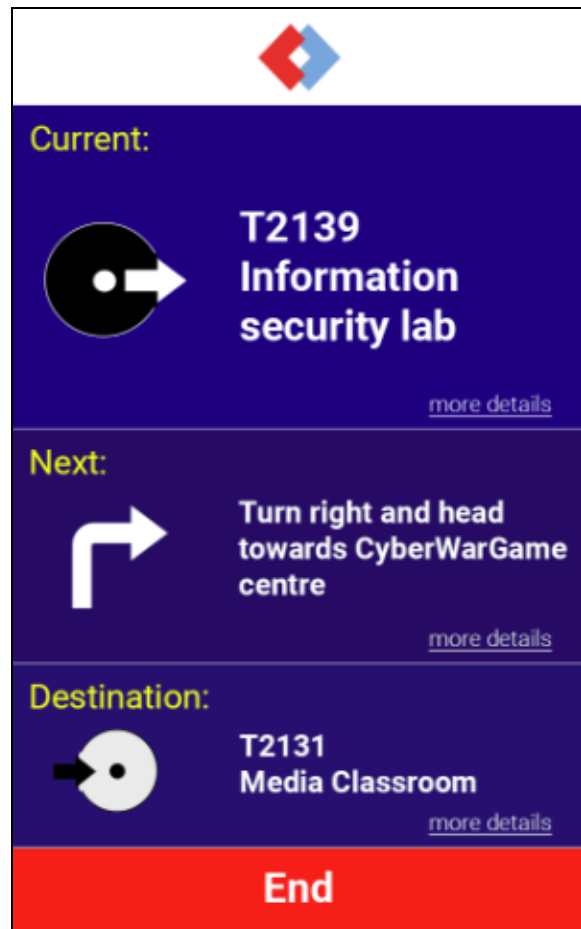 Current:
T2139
Information
security lab
more details
Next:
Turn right and head
towards CyberWarGame
centre
more details
Destination:
T2131
Media Classroom
more details
End